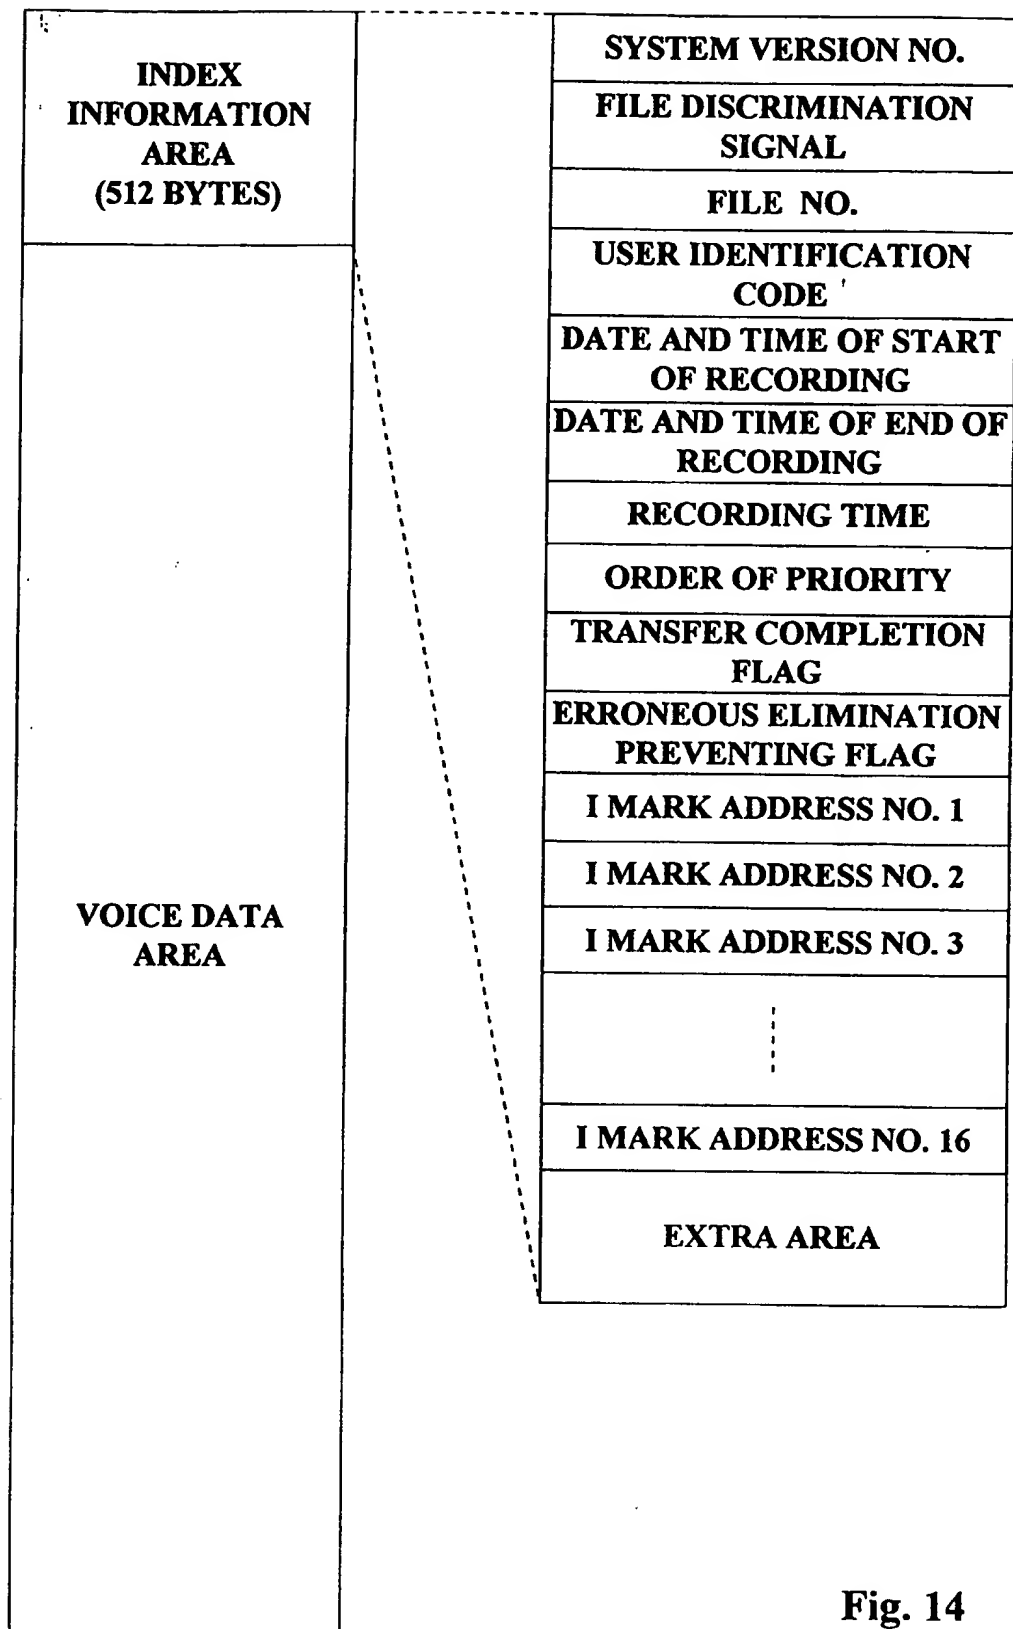 INDEX
INFORMATION
AREA
(512 BYTES)
VOICE DATA
AREA
SYSTEM VERSION NO.
FILE DISCRIMINATION
SIGNAL
FILE NO.
USER IDENTIFICATION
CODE
DATE AND TIME OF START
OF RECORDING
DATE AND TIME OF END OF
RECORDING
RECORDING TIME
ORDER OF PRIORITY
TRANSFER COMPLETION
FLAG
ERRONEOUS ELIMINATION
PREVENTING FLAG
I MARK ADDRESS NO. 1
I MARK ADDRESS NO. 2
I MARK ADDRESS NO. 3
I MARK ADDRESS NO. 16
EXTRA AREA
Fig. 14